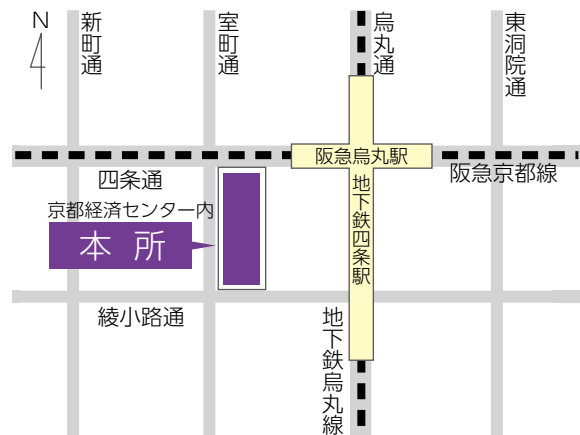 N
新町通
室町通
烏丸通
東洞院通
阪急烏丸駅
四条通
阪急京都線
地下鉄四条駅
京都経済センター内
本所
綾小路通
地下鉄烏丸線